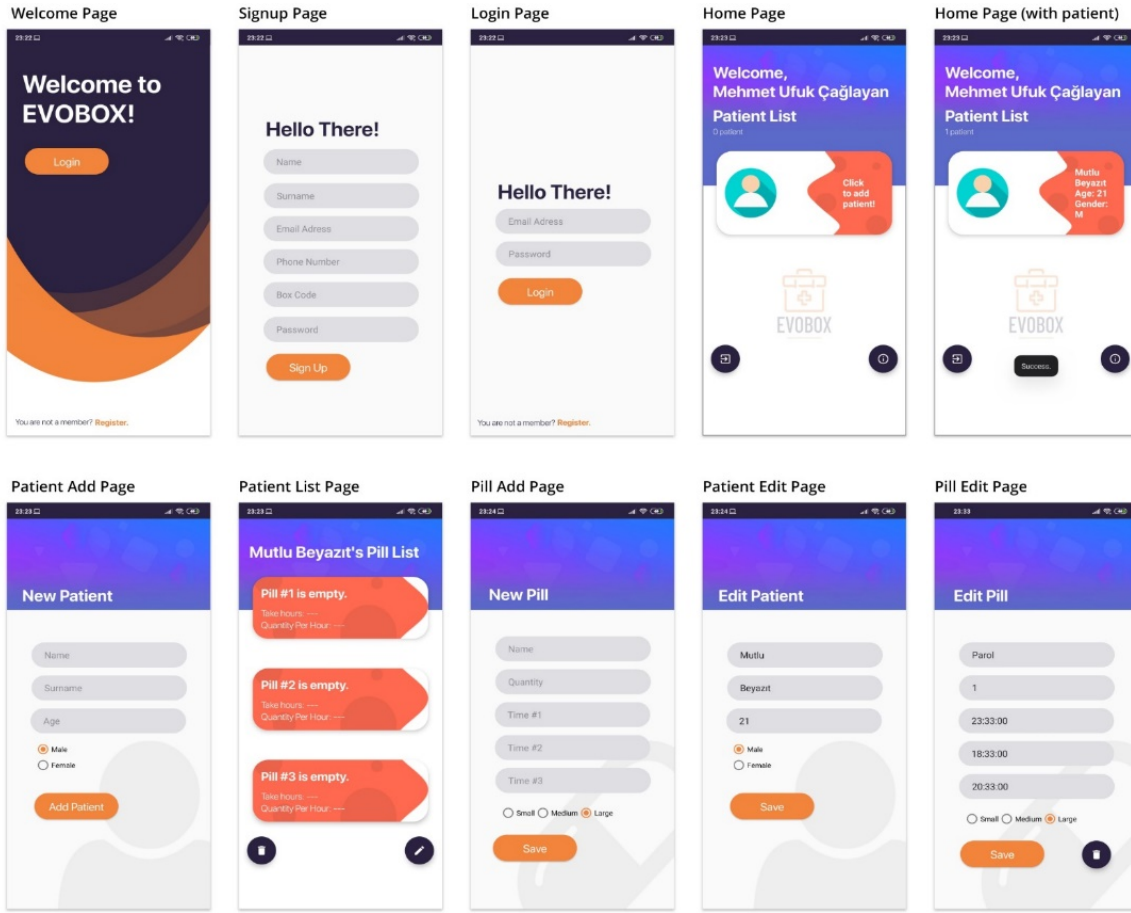 Welcome Page
23:22
Welcome to
EVOBOX!
Login
You are not a member? Register.
Signup Page
23:22
Hello There!
Name
Surname
Email Adress
Phone Number
Box Code
Password
Sign Up
Login Page
23:22
Hello There!
Email Adress
Password
Login
You are not a member? Register.
Home Page
23:23
Welcome,
Mehmet Ufuk Çağlayan
Patient List
0 patient
Click
to add
patient!
EVOBOX
Home Page (with patient)
23:23
Welcome,
Mehmet Ufuk Çağlayan
Patient List
1 patient
Mutlu
Beyazıt
Age: 21
Gender:
M
EVOBOX
Success.
Patient Add Page
23:23
New Patient
Name
Surname
Age
Male
Female
Add Patient
Patient List Page
23:23
Mutlu Beyazıt's Pill List
Pill #1 is empty.
Take hours: ----
Quantity Per Hour: ----
Pill #2 is empty.
Take hours: ----
Quantity Per Hour: ----
Pill #3 is empty.
Take hours: ----
Quantity Per Hour: ----
Pill Add Page
23:24
New Pill
Name
Quantity
Time #1
Time #2
Time #3
Small Medium Large
Save
Patient Edit Page
23:24
Edit Patient
Mutlu
Beyazıt
21
Male
Female
Save
Pill Edit Page
23:33
Edit Pill
Parol
1
23:33:00
18:33:00
20:33:00
Small Medium Large
Save